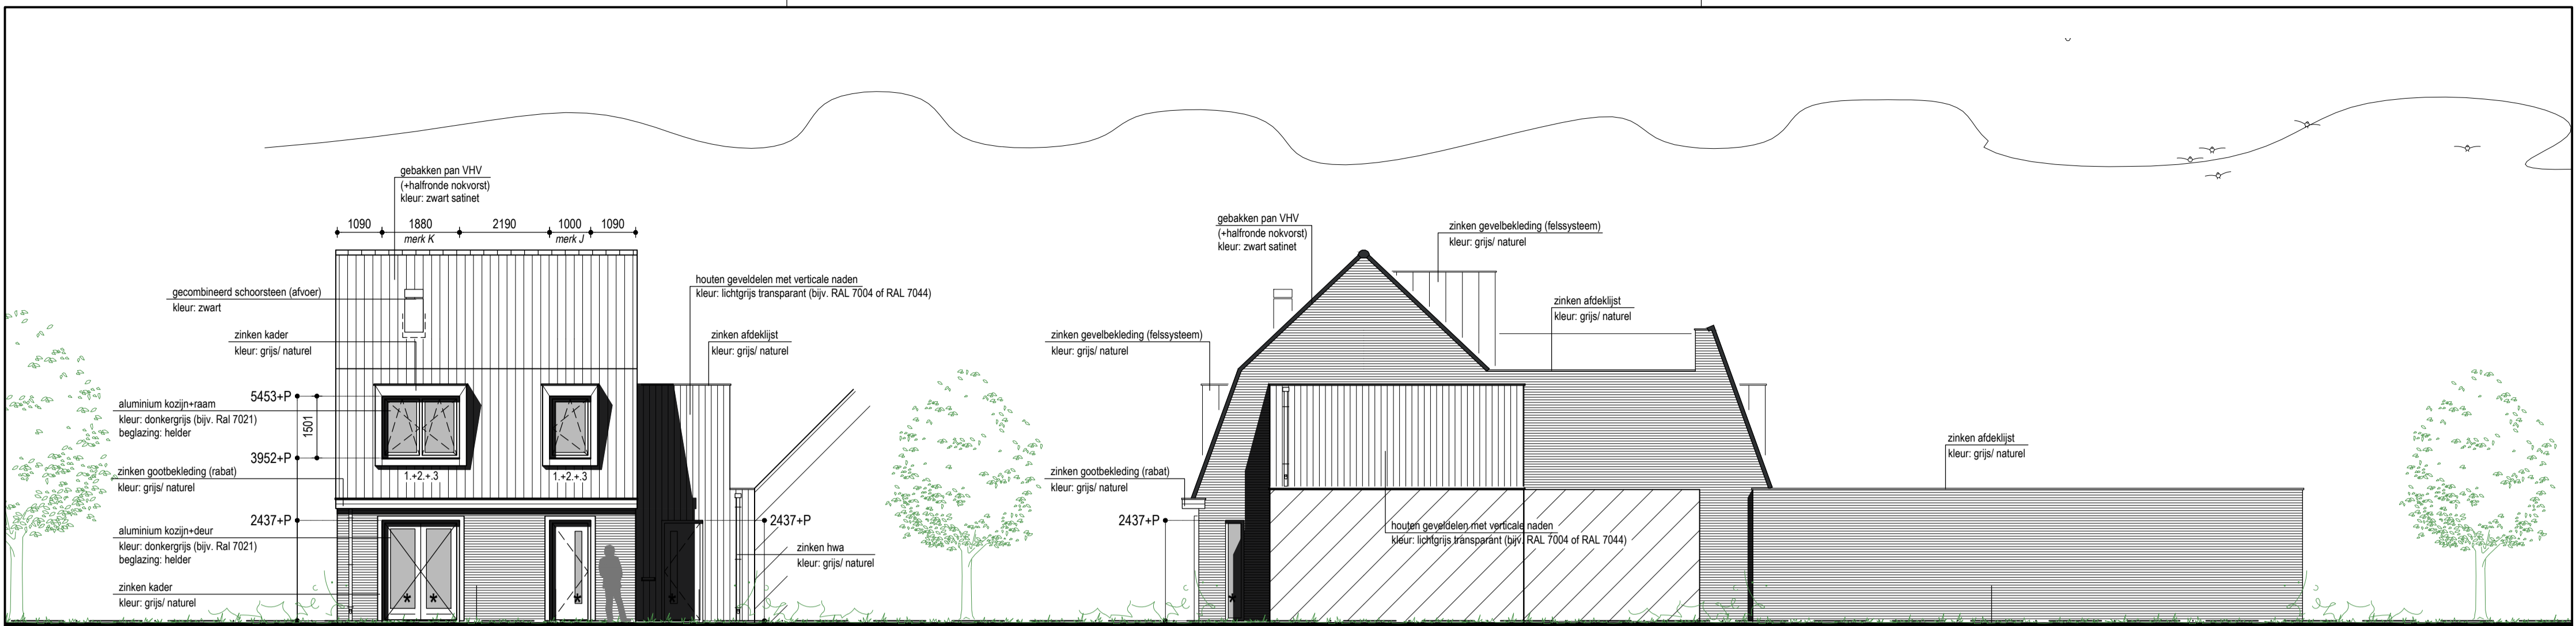 gebakken pan VHV
(+halfronde nokvorst)
kleur: zwart satinet
1090 1880 2190 1000 1090
merk K merk J
gecombineerd schoorsteen (afvoer)
kleur: zwart
zinken kader
kleur: grijs/ naturel
houten geveldelen met verticale naden
kleur: lichtgrijs transparant (bijv. RAL 7004 of RAL 7044)
zinken afdeklijst
kleur: grijs/ naturel
5453+P
aluminium kozijn+raam
kleur: donkergrijs (bijv. Ral 7021)
beglazing: helder
1501
3952+P
zinken gootbekleding (rabat)
kleur: grijs/ naturel
1.+2.+.3 1.+2.+.3
2437+P
aluminium kozijn+deur
kleur: donkergrijs (bijv. Ral 7021)
beglazing: helder
zinken kader
kleur: grijs/ naturel
2437+P
zinken hwa
kleur: grijs/ naturel
gebakken pan VHV
(+halfronde nokvorst)
kleur: zwart satinet
zinken gevelbekleding (felssysteem)
kleur: grijs/ naturel
zinken afdeklijst
kleur: grijs/ naturel
zinken gevelbekleding (felssysteem)
kleur: grijs/ naturel
zinken gootbekleding (rabat)
kleur: grijs/ naturel
2437+P
houten geveldelen met verticale naden
kleur: lichtgrijs transparant (bijv. RAL 7004 of RAL 7044)
zinken afdeklijst
kleur: grijs/ naturel